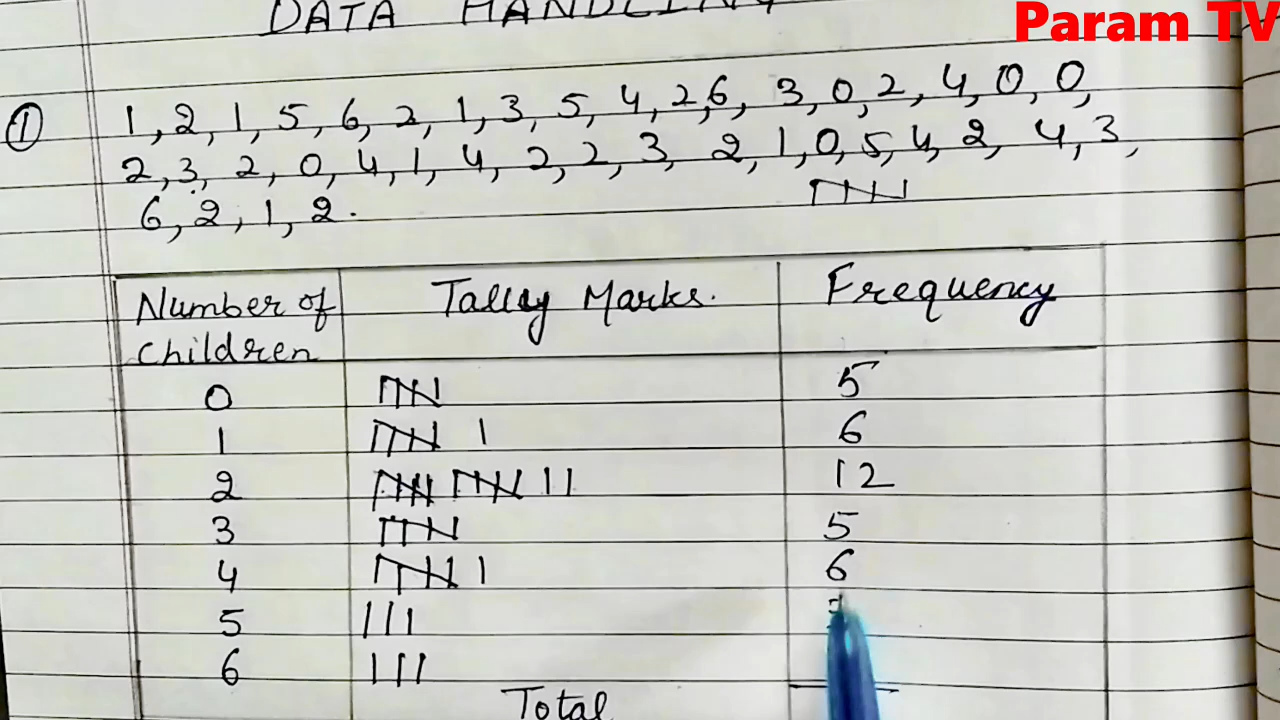 DATA HANDLING
Param TV
① 1, 2, 1, 5, 6, 2, 1, 3, 5, 4, 2, 6, 3, 0, 2, 4, 0, 0,
2, 3, 2, 0, 4, 1, 4, 2, 2, 3, 2, 1, 0, 5, 4, 2, 4, 3,
6, 2, 1, 2.
Number of Tally Marks. Frequency
Children
0 5
1 6
2 12
3 5
4 6
5
6
Total